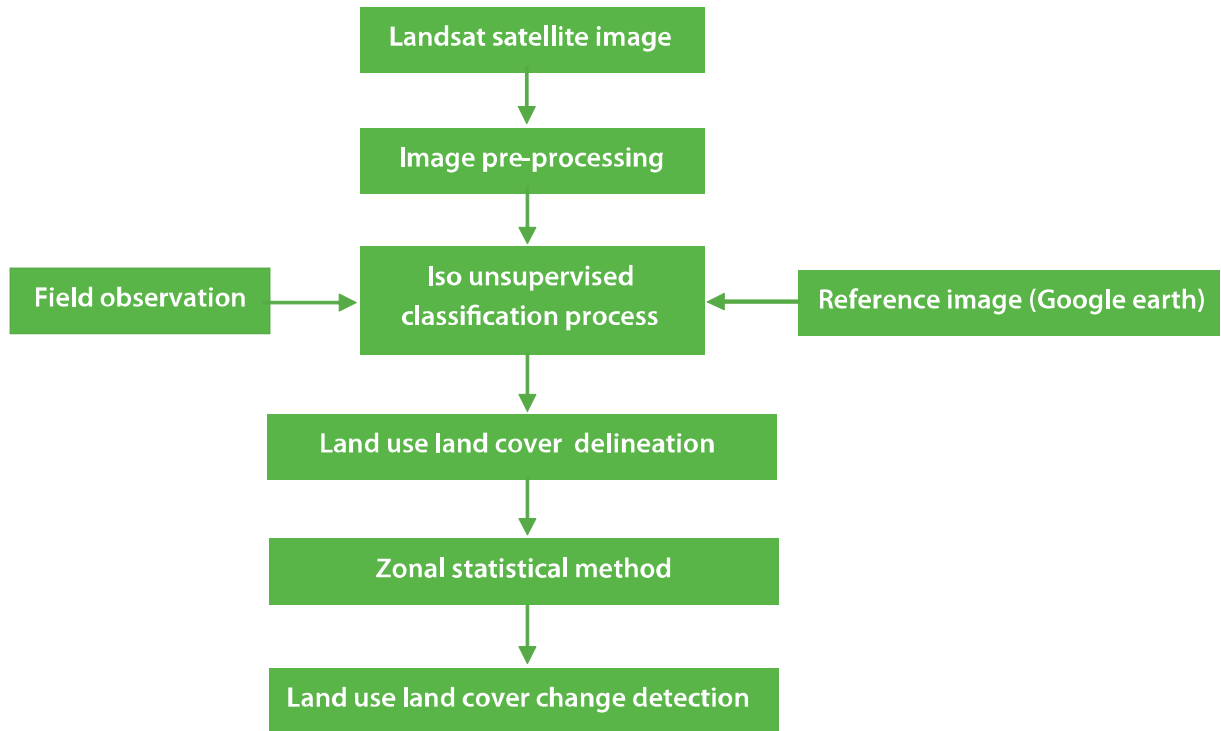 Landsat satellite image
Image pre-processing
Iso unsupervised
classification process
Field observation
Reference image (Google earth)
Land use land cover delineation
Zonal statistical method
Land use land cover change detection